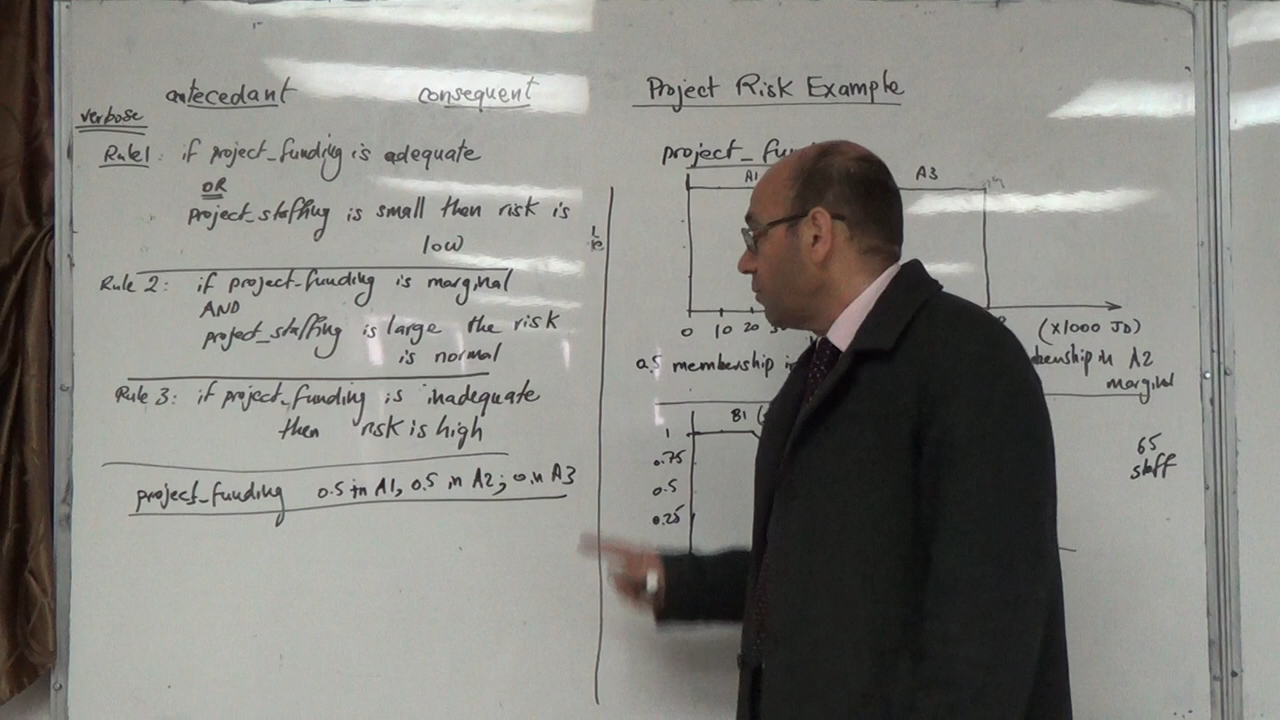 antecedant consequent
verbose
Rule1: if project_funding is adequate
OR
project_staffing is small then risk is
low
Rule 2: if project_funding is marginal
AND
project_staffing is large the risk
is normal
Rule 3: if project_funding is inadequate
then risk is high
project_funding 0.5 in A1, 0.5 in A2; 0 in A3
Project Risk Example
project_fun
A1 A3
0 10 20
(x1000 JD)
0.5 membership in
membership in A2
marginal
B1
1
0.75
0.5
0.25
65
staff